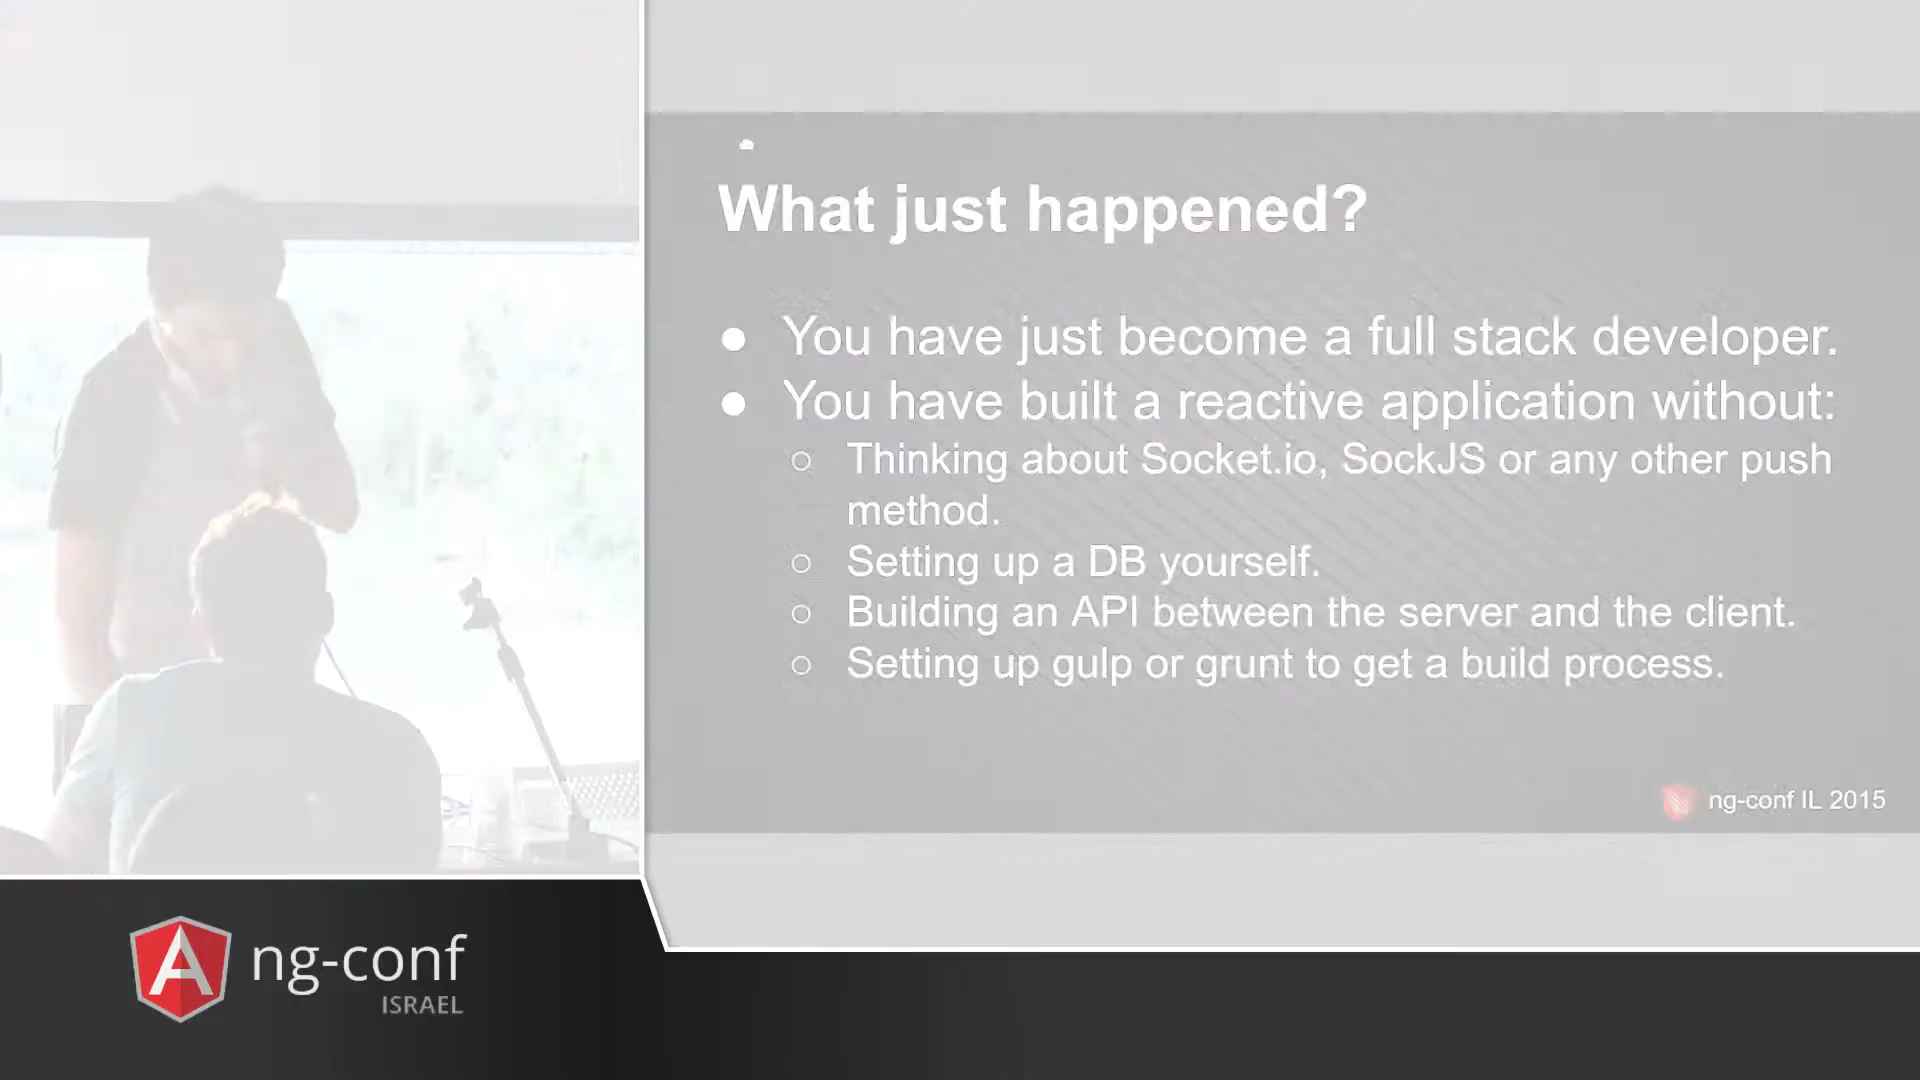 What just happened?
● You have just become a full stack developer.
● You have built a reactive application without:
○ Thinking about Socket.io, SockJS or any other push
method.
○ Setting up a DB yourself.
○ Building an API between the server and the client.
○ Setting up gulp or grunt to get a build process.
ng-conf IL 2015
ng-conf
ISRAEL